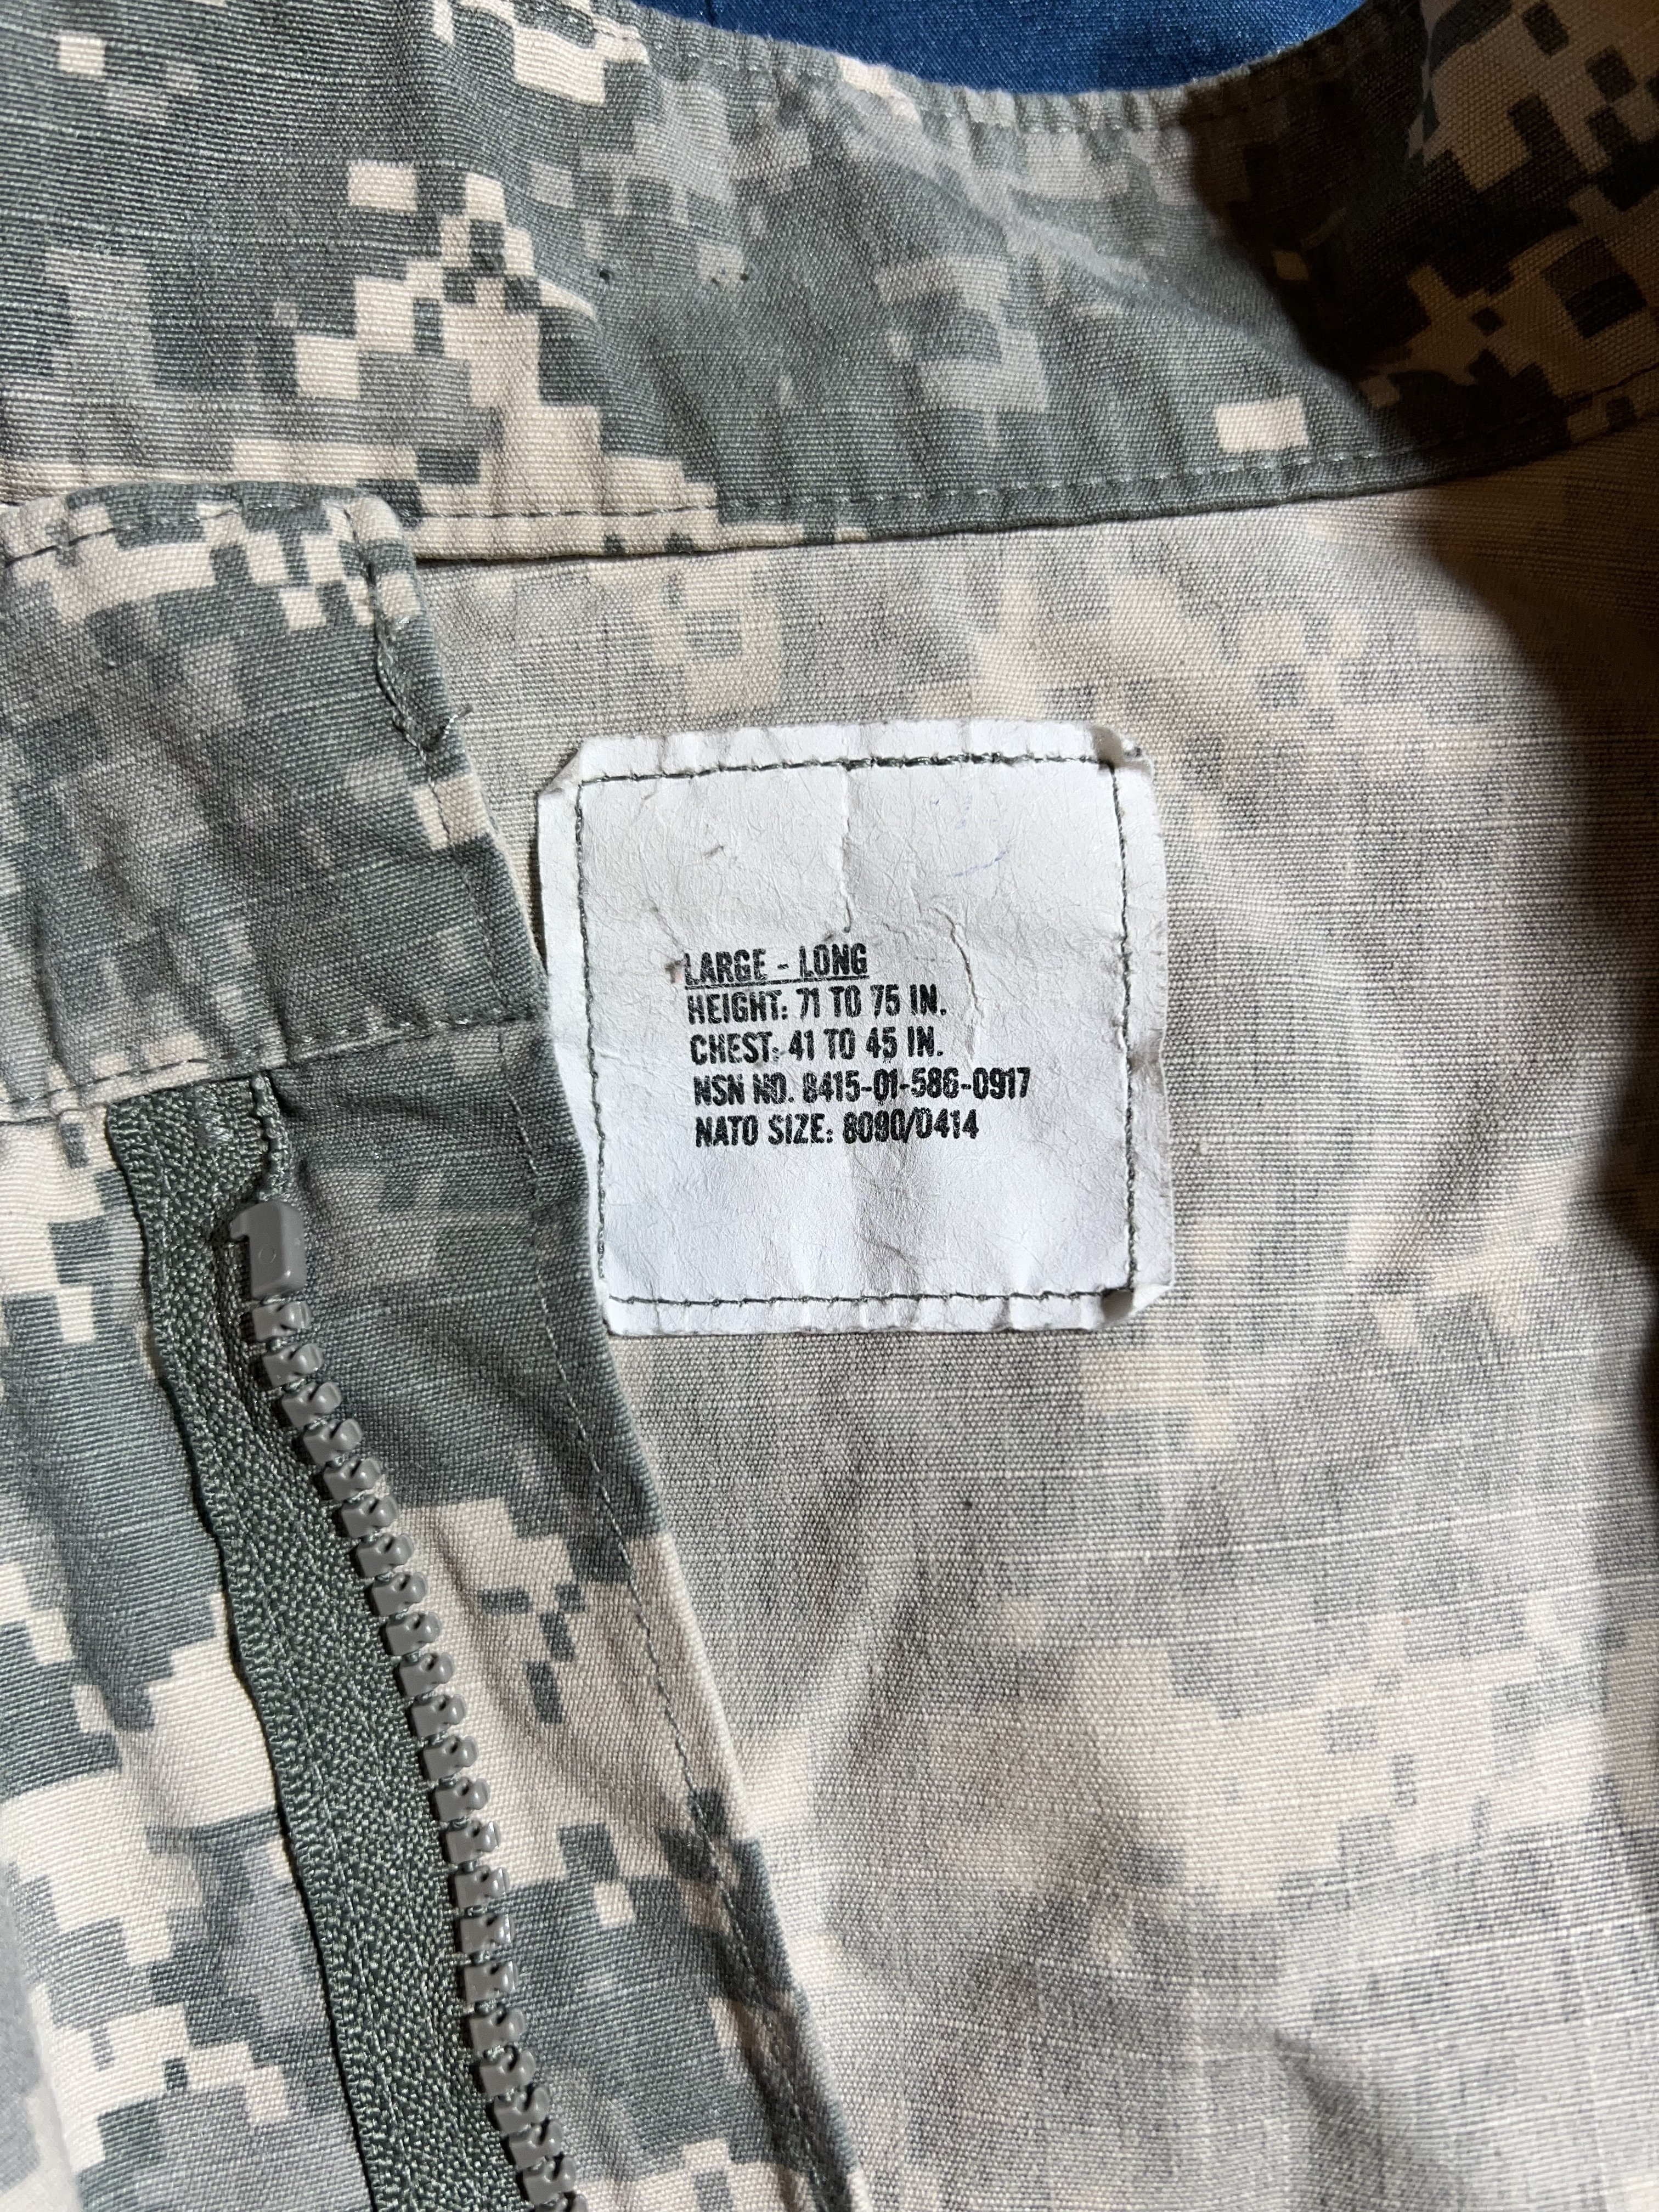 LARGE - LONG
HEIGHT: 71 TO 75 IN.
CHEST: 41 TO 45 IN.
NSN NO. 8415-01-586-0917
NATO SIZE: 8090/0414